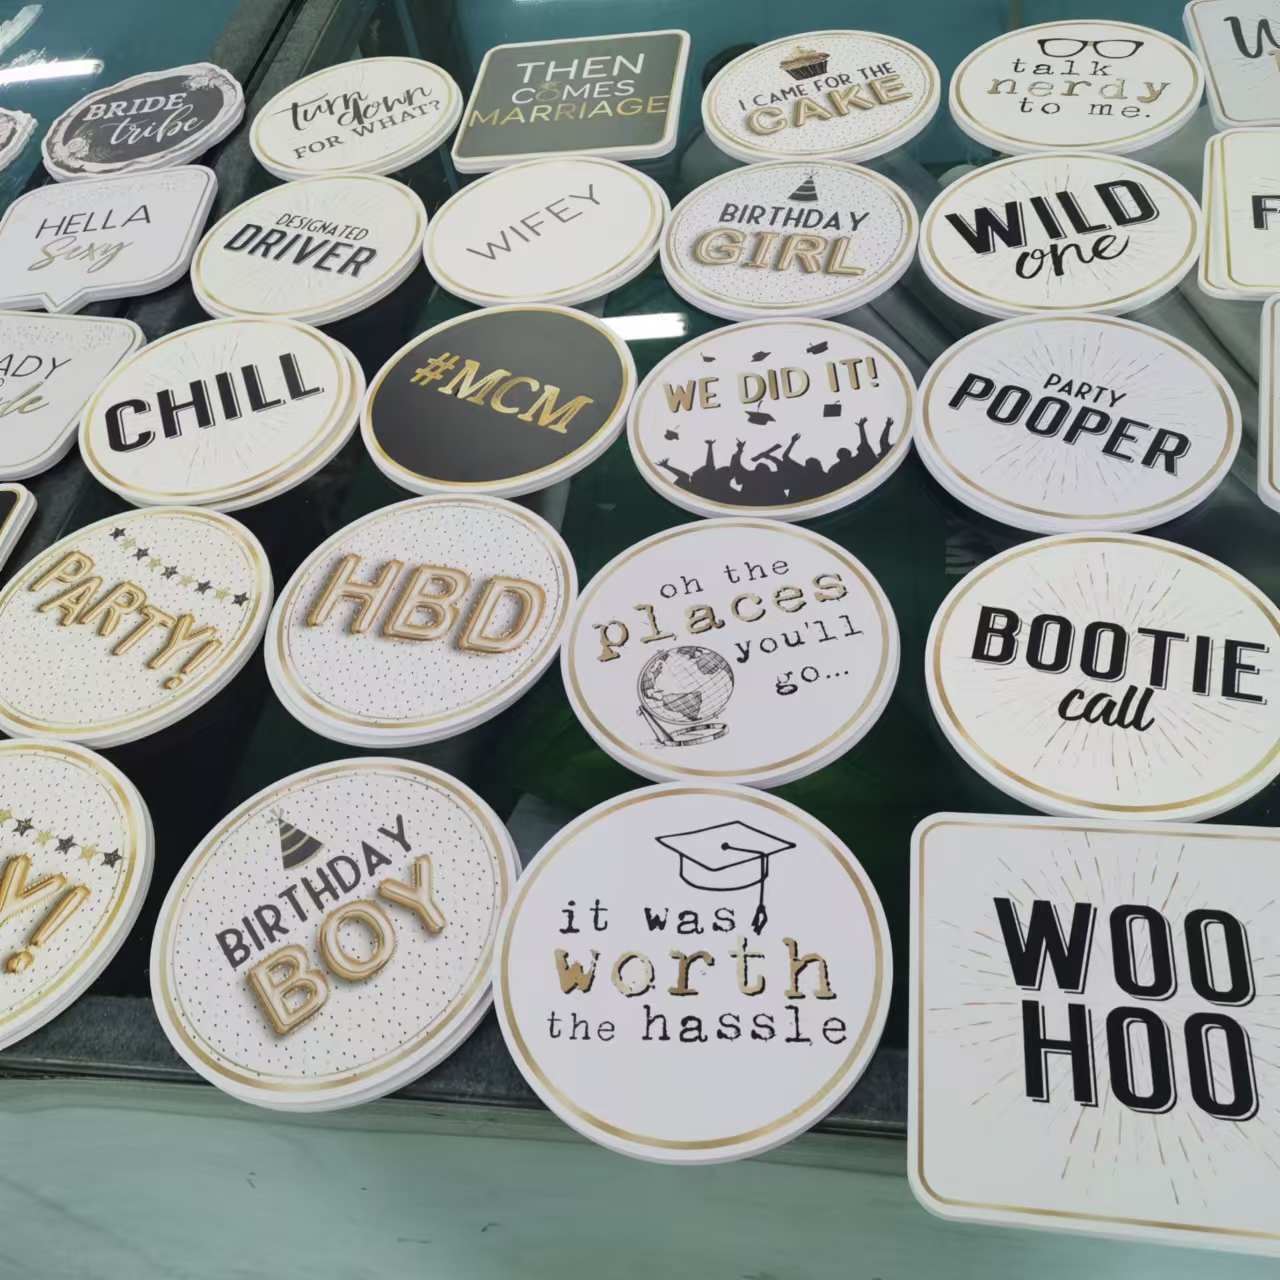 BRIDE
tribe
turn
down
FOR WHAT?
THEN
COMES
MARRIAGE
I CAME FOR THE
CAKE
talk
nerdy
to me.
HELLA
Sexy
DESIGNATED
DRIVER
WIFEY
BIRTHDAY
GIRL
WILD
one
F
CHILL
#MCM
WE DID IT!
PARTY
POOPER
PARTY!
HBD
oh the
places
you'll
go...
BOOTIE
call
Y!
BIRTHDAY
BOY
it was
worth
the hassle
WOO
HOO